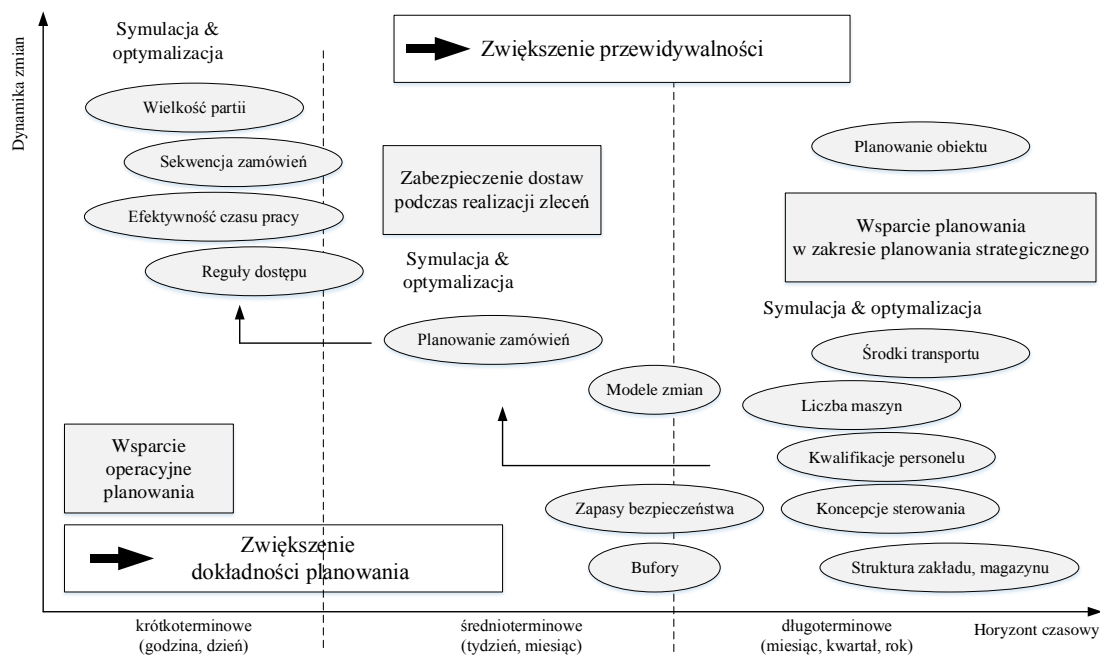 Dynamika zmian
Symulacja &
optymalizacja
Zwiększenie przewidywalności
Wielkość partii
Sekwencja zamówień
Efektywność czasu pracy
Reguły dostępu
Zabezpieczenie dostaw
podczas realizacji zleceń
Symulacja &
optymalizacja
Planowanie zamówień
Modele zmian
Planowanie obiektu
Wsparcie planowania
w zakresie planowania strategicznego
Symulacja & optymalizacja
Środki transportu
Liczba maszyn
Kwalifikacje personelu
Koncepcje sterowania
Struktura zakładu, magazynu
Zapasy bezpieczeństwa
Bufory
Wsparcie
operacyjne
planowania
Zwiększenie
dokładności planowania
krótkoterminowe
(godzina, dzień)
średnioterminowe
(tydzień, miesiąc)
długoterminowe
(miesiąc, kwartał, rok)
Horyzont czasowy